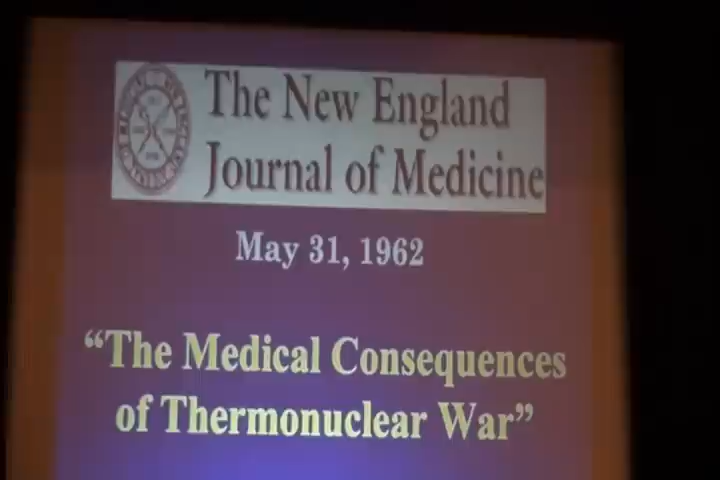 The New England
Journal of Medicine
May 31, 1962
“The Medical Consequences
of Thermonuclear War”